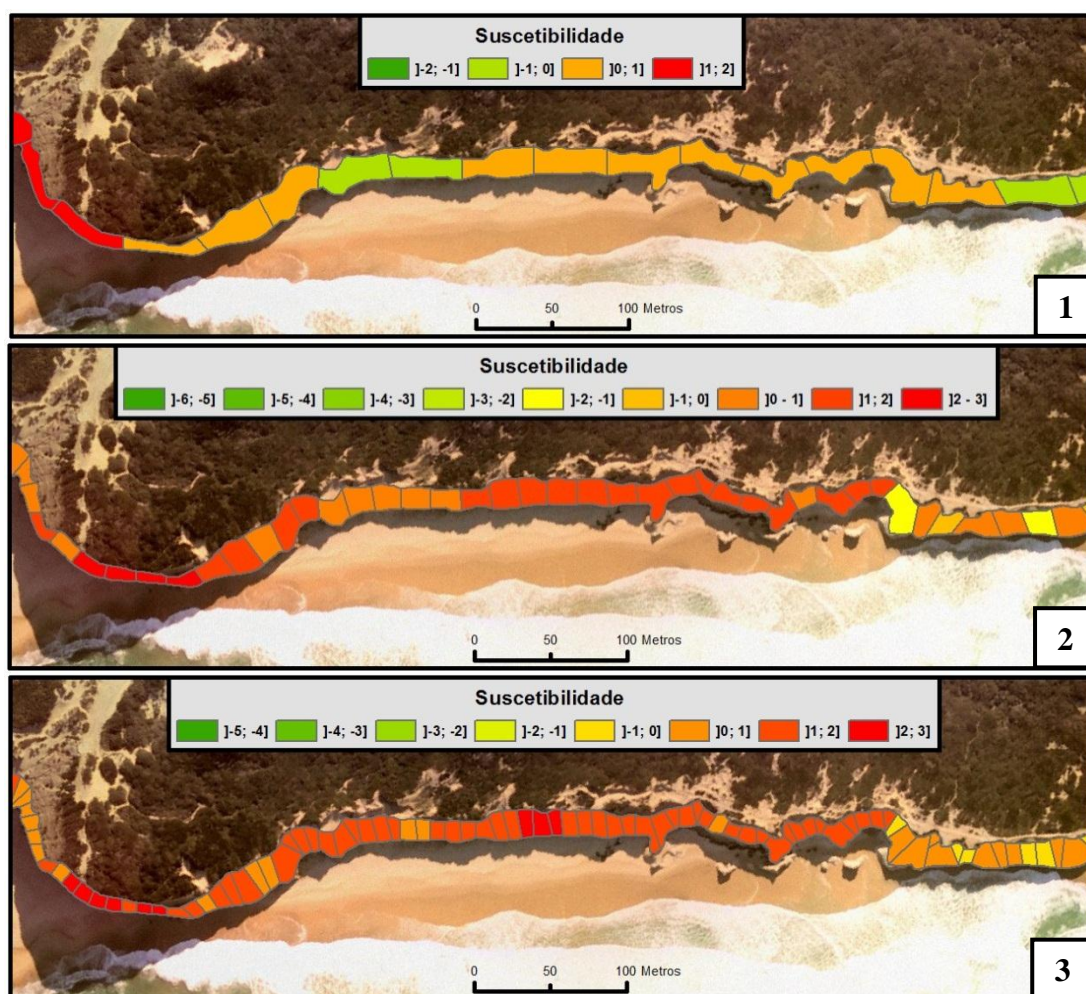 Suscetibilidade
]-2; -1] ]-1; 0] ]0; 1] ]1; 2]
0 50 100 Metros
1
Suscetibilidade
]-6; -5] ]-5; -4] ]-4; -3] ]-3; -2] ]-2; -1] ]-1; 0] ]0 - 1] ]1; 2] ]2 - 3]
0 50 100 Metros
2
Suscetibilidade
]-5; -4] ]-4; -3] ]-3; -2] ]-2; -1] ]-1; 0] ]0; 1] ]1; 2] ]2; 3]
0 50 100 Metros
3